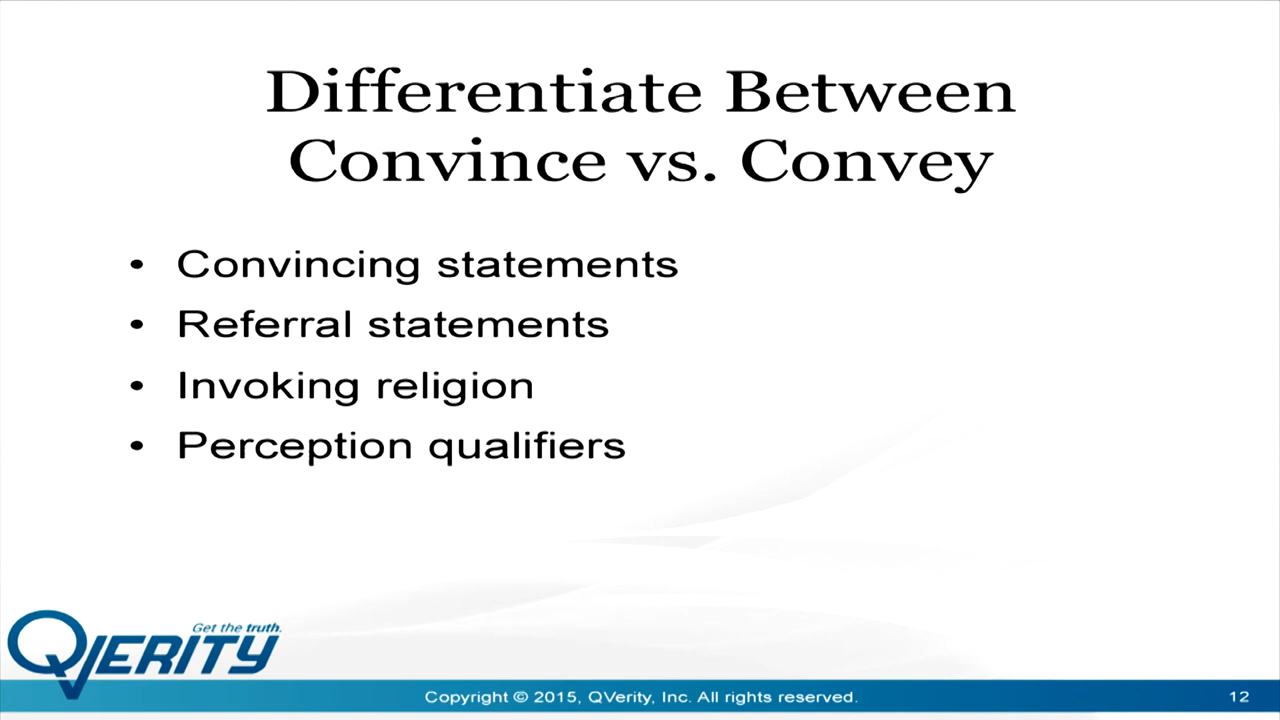 Differentiate Between
Convince vs. Convey
• Convincing statements
• Referral statements
• Invoking religion
• Perception qualifiers
Get the truth.
QVERITY
Copyright © 2015, QVerity, Inc. All rights reserved.
12